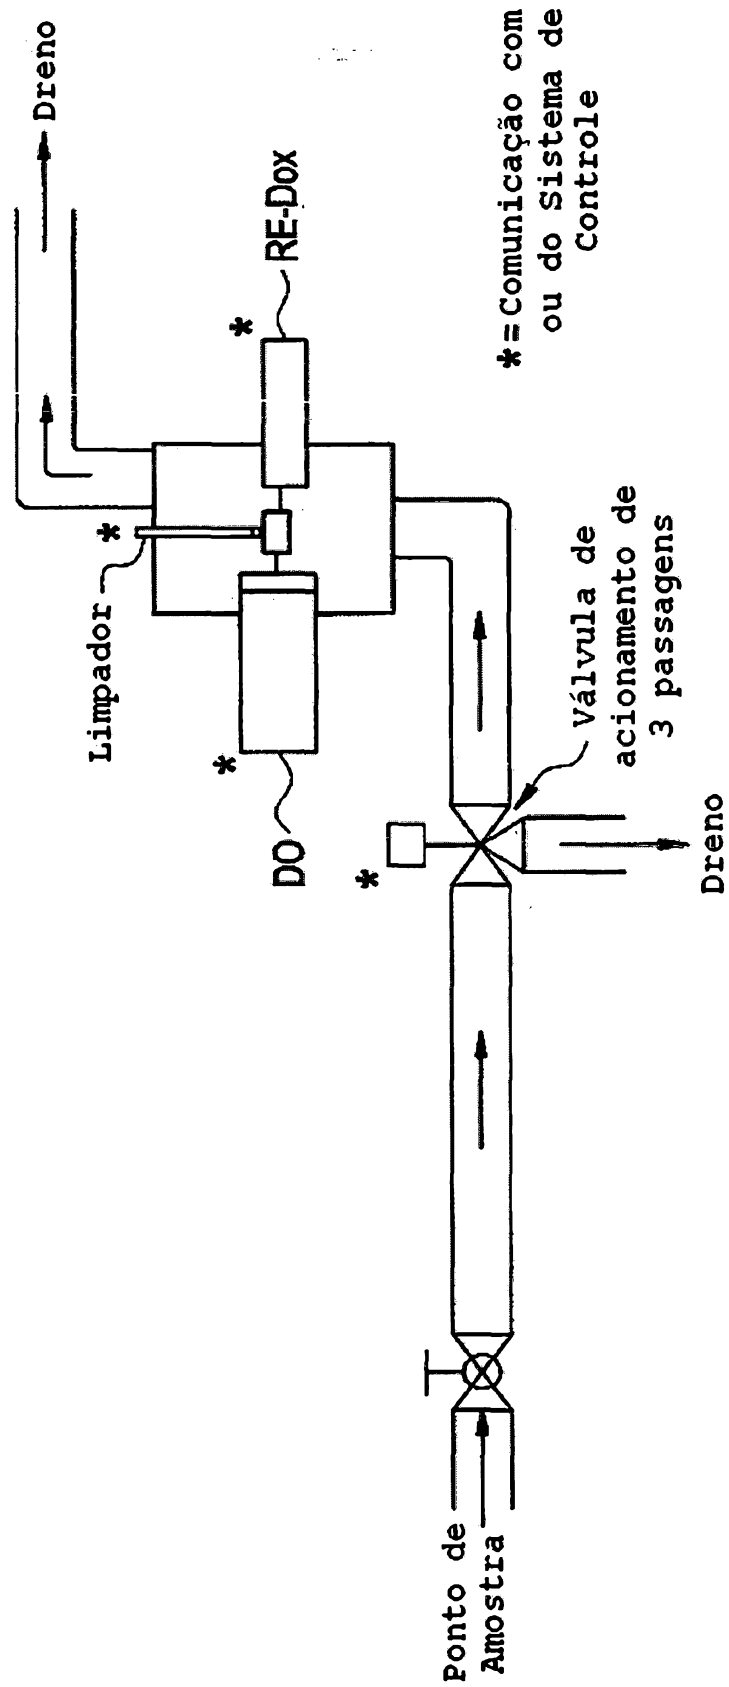 Dreno
RE-Dox
*
*
Limpador
*
DO
*
Ponto de
Amostra
Válvula de
acionamento de
3 passagens
Dreno
*=Comunicação com
ou do Sistema de
Controle